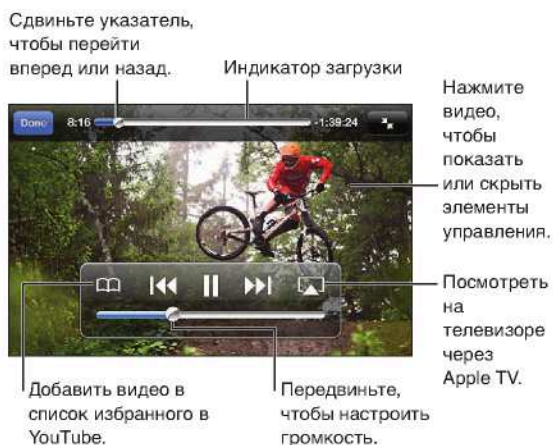 Сдвиньте указатель,
чтобы перейти
вперед или назад.
Индикатор загрузки
Нажмите
видео,
чтобы
показать
или скрыть
элементы
управления.
Done
8:16
-1:39:24
Посмотреть
на
телевизоре
через
Apple TV.
Добавить видео в
список избранного в
YouTube.
Передвиньте,
чтобы настроить
громкость.